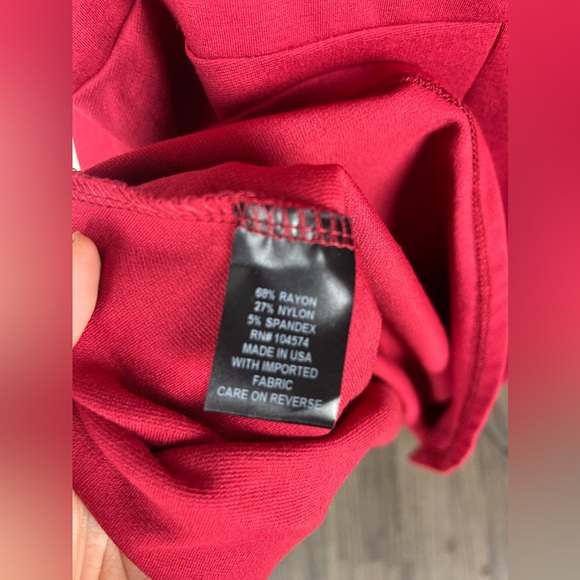 68% RAYON
27% NYLON
5% SPANDEX
RN# 104574
MADE IN USA
WITH IMPORTED
FABRIC
CARE ON REVERSE